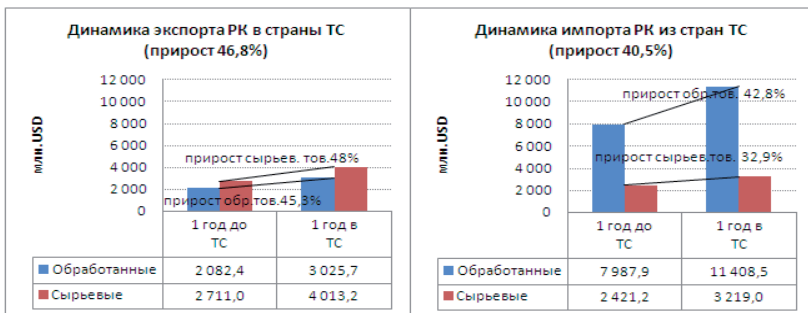 Динамика экспорта РК в страны ТС
(прирост 46,8%)
млн.USD
12 000
10 000
8 000
6 000
4 000
2 000
0
прирост сырьев. тов.48%
прирост обр.тов.45,3%
1 год до ТС
1 год в ТС
Обработанные 2 082,4 3 025,7
Сырьевые 2 711,0 4 013,2
Динамика импорта РК из стран ТС
(прирост 40,5%)
млн.USD
12 000
10 000
8 000
6 000
4 000
2 000
0
прирост обр.тов. 42,8%
прирост сырьев.тов. 32,9%
1 год до ТС
1 год в ТС
Обработанные 7 987,9 11 408,5
Сырьевые 2 421,2 3 219,0